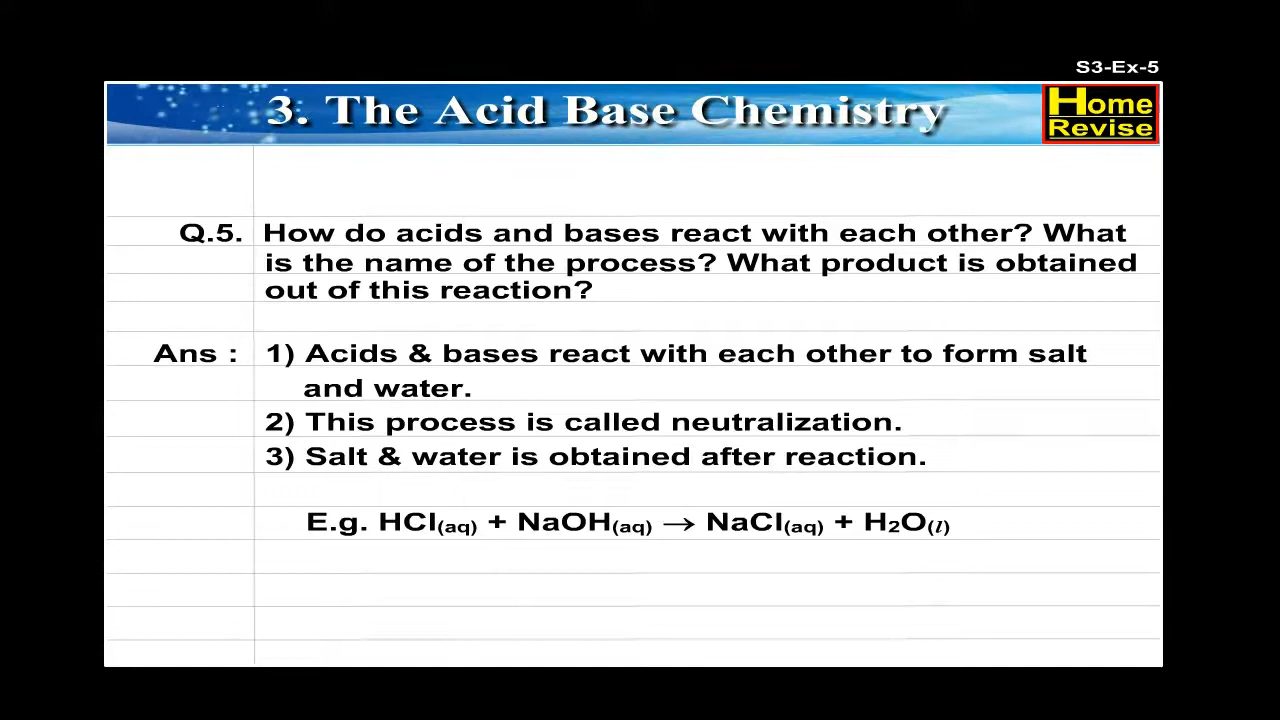 S3-Ex-5
3. The Acid Base Chemistry
Home
Revise
Q.5. How do acids and bases react with each other? What
is the name of the process? What product is obtained
out of this reaction?
Ans : 1) Acids & bases react with each other to form salt
and water.
2) This process is called neutralization.
3) Salt & water is obtained after reaction.
E.g. HCl(aq) + NaOH(aq) → NaCl(aq) + H2O(l)